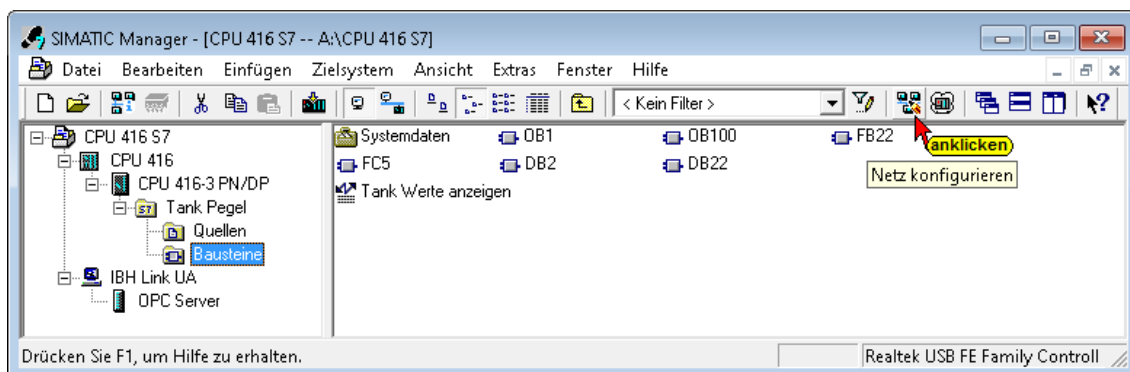 SIMATIC Manager - [CPU 416 S7 -- A:\CPU 416 S7]
Datei Bearbeiten Einfügen Zielsystem Ansicht Extras Fenster Hilfe
< Kein Filter >
CPU 416 S7
CPU 416
CPU 416-3 PN/DP
S7 Tank Pegel
Quellen
Bausteine
IBH Link UA
OPC Server
Systemdaten OB1 OB100 FB22
anklicken
FC5 DB2 DB22
Netz konfigurieren
Tank Werte anzeigen
Drücken Sie F1, um Hilfe zu erhalten. Realtek USB FE Family Controll